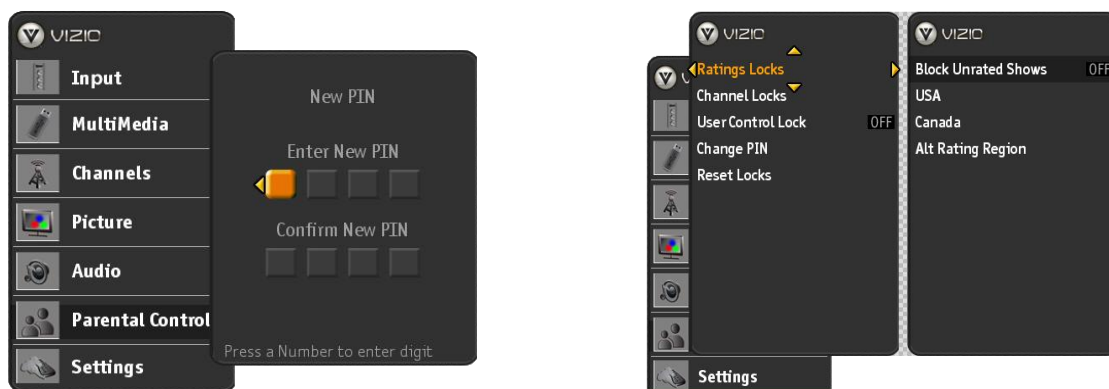 VIZIO
Input
MultiMedia
Channels
Picture
Audio
Parental Control
Settings
New PIN
Enter New PIN
Confirm New PIN
Press a Number to enter digit
VIZIO
Ratings Locks
Channel Locks
User Control Lock OFF
Change PIN
Reset Locks
Settings
VIZIO
Block Unrated Shows OFF
USA
Canada
Alt Rating Region